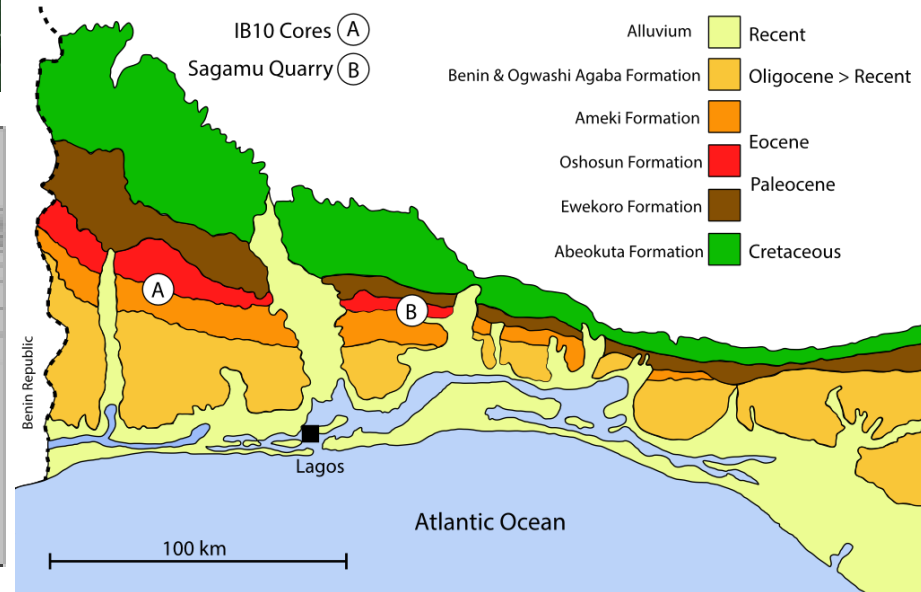 IB10 Cores A
Sagamu Quarry B
Alluvium Recent
Benin & Ogwashi Agaba Formation Oligocene > Recent
Ameki Formation
Eocene
Oshosun Formation
Paleocene
Ewekoro Formation
Abeokuta Formation Cretaceous
A
B
Benin Republic
Lagos
Atlantic Ocean
100 km